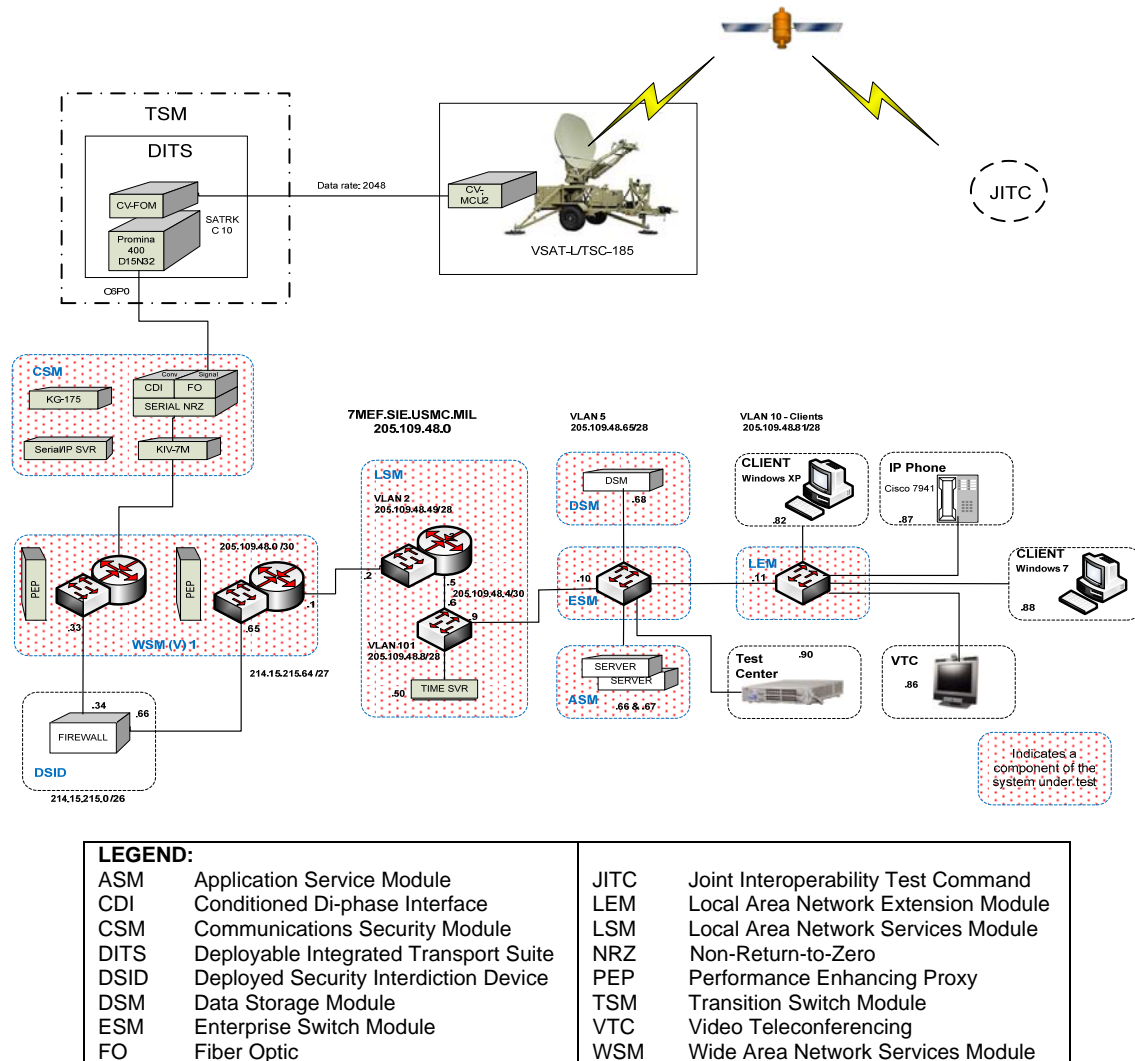 TSM
DITS
CV-FOM
SATRK
C 10
Promina
400
D15N32
O6P0
Data rate: 2048
CV-
MCU2
VSAT-L/TSC-185
JITC
CSM
Conv
Signal
CDI
FO
SERIAL NRZ
KG-175
Serial/IP SVR
KIV-7M
7MEF.SIE.USMC.MIL
205.109.48.0
LSM
VLAN 2
205.109.48.49/28
.2
.5
.6
205.109.48.4/30
.9
VLAN 101
205.109.48.8/28
.50
TIME SVR
205.109.48.0 /30
PEP
PEP
.1
.33
.65
WSM (V) 1
214.15.215.64 /27
.34
.66
FIREWALL
DSID
214.15.215.0/26
VLAN 5
205.109.48.65/28
DSM
.68
DSM
.10
ESM
SERVER
SERVER
ASM
.66 & .67
VLAN 10 - Clients
205.109.48.81/28
CLIENT
Windows XP
.82
IP Phone
Cisco 7941
.87
LEM
.11
CLIENT
Windows 7
.88
Test
Center
.90
VTC
.86
Indicates a
component of the
system under test
LEGEND:
ASM Application Service Module
CDI Conditioned Di-phase Interface
CSM Communications Security Module
DITS Deployable Integrated Transport Suite
DSID Deployed Security Interdiction Device
DSM Data Storage Module
ESM Enterprise Switch Module
FO Fiber Optic
JITC Joint Interoperability Test Command
LEM Local Area Network Extension Module
LSM Local Area Network Services Module
NRZ Non-Return-to-Zero
PEP Performance Enhancing Proxy
TSM Transition Switch Module
VTC Video Teleconferencing
WSM Wide Area Network Services Module